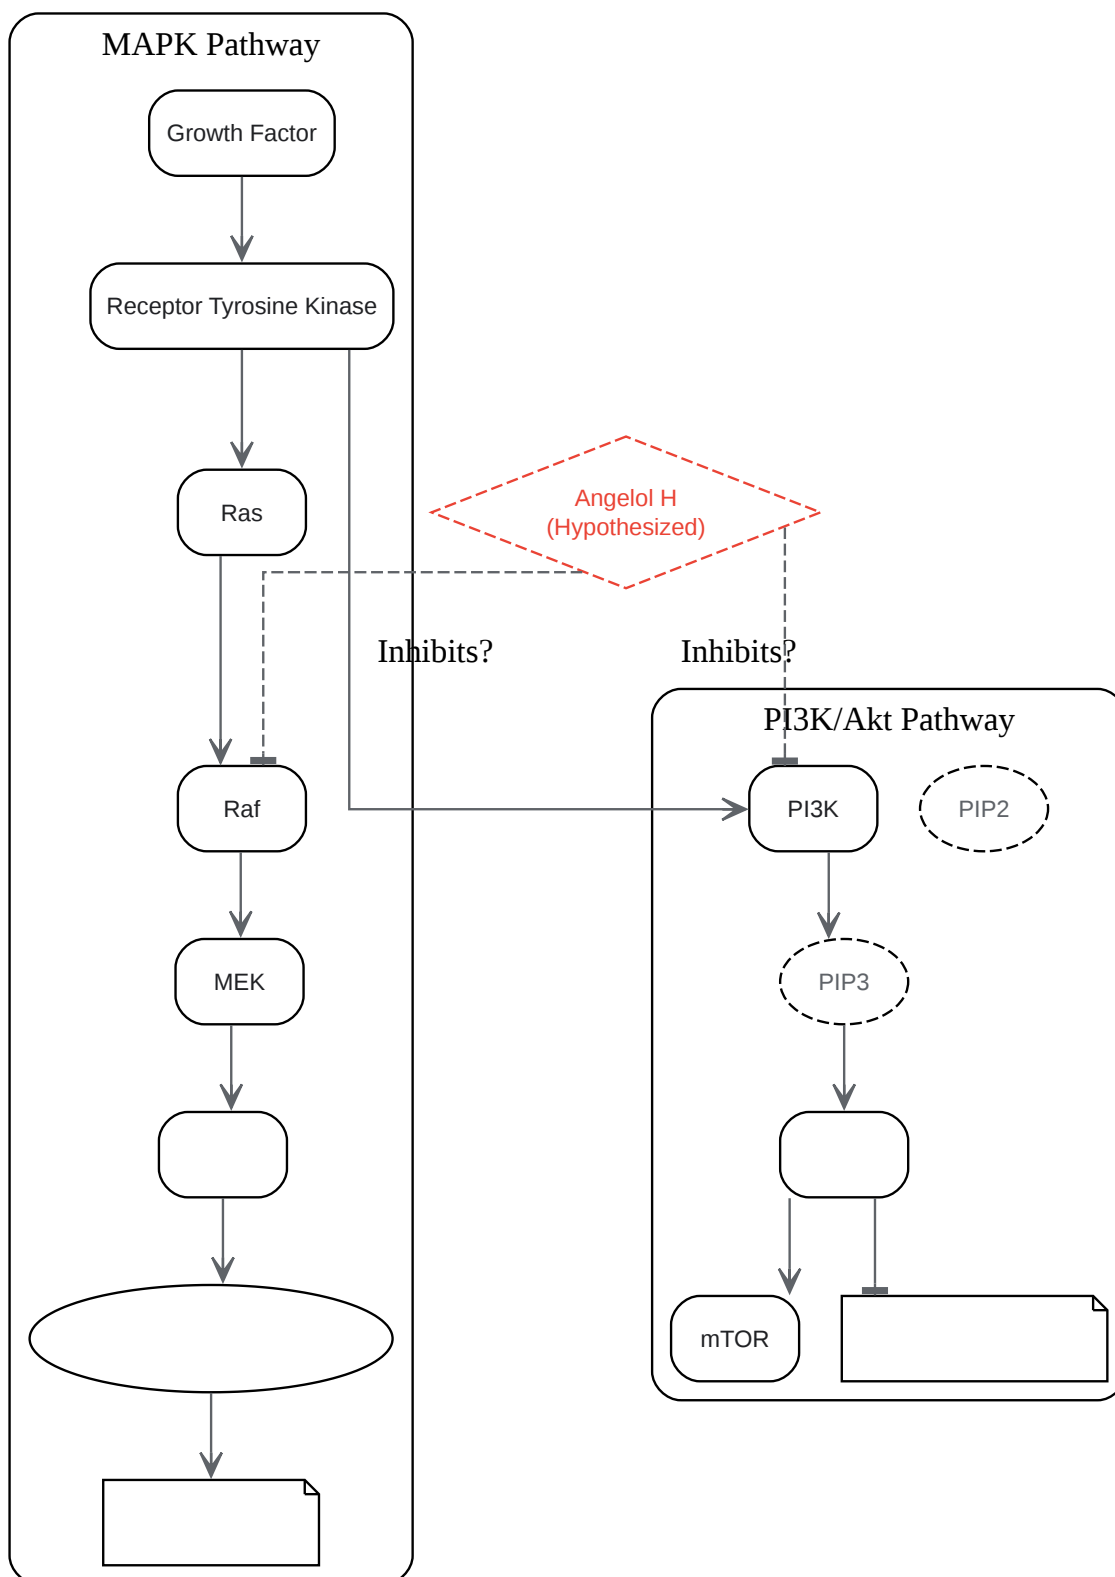 MAPK Pathway
Growth Factor
Receptor Tyrosine Kinase
Ras
Angelol H
(Hypothesized)
Inhibits?
Inhibits?
PI3K/Akt Pathway
Raf
PI3K
PIP2
MEK
PIP3
mTOR